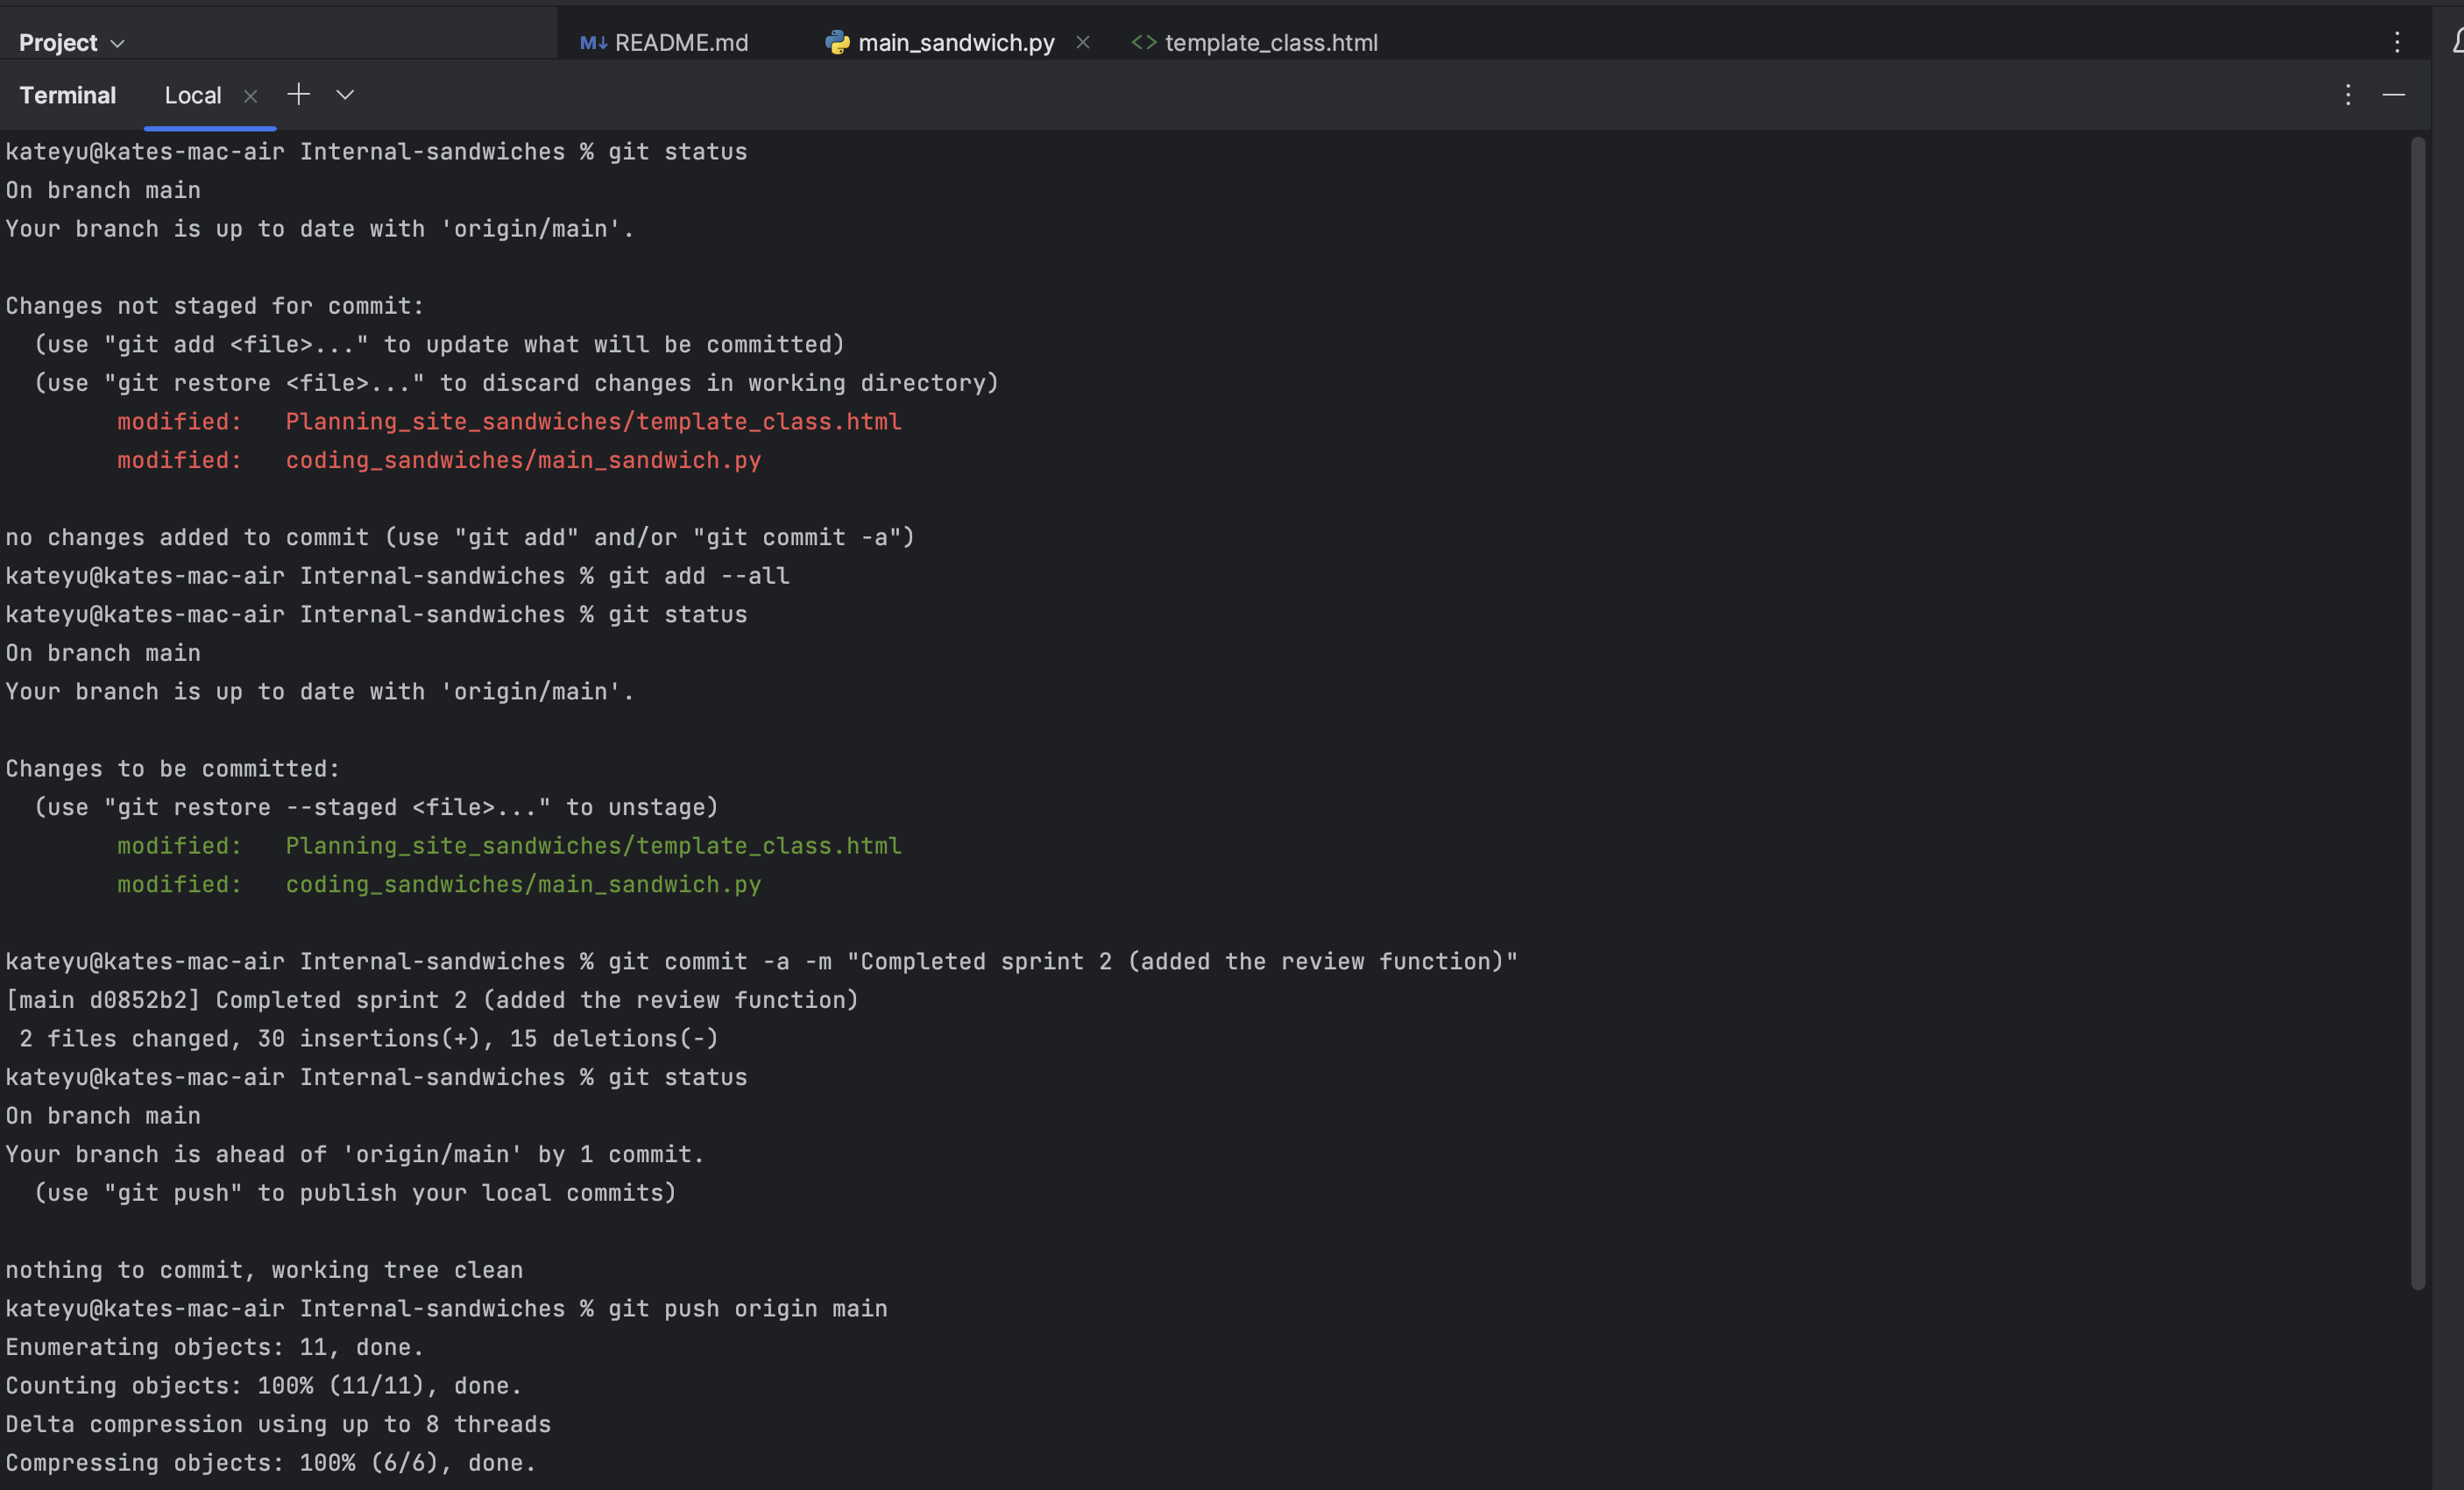 Project
README.md
main_sandwich.py
template_class.html
Terminal
Local
kateyu@kates-mac-air Internal-sandwiches % git status
On branch main
Your branch is up to date with 'origin/main'.
Changes not staged for commit:
  (use "git add <file>..." to update what will be committed)
  (use "git restore <file>..." to discard changes in working directory)
        modified:   Planning_site_sandwiches/template_class.html
        modified:   coding_sandwiches/main_sandwich.py
no changes added to commit (use "git add" and/or "git commit -a")
kateyu@kates-mac-air Internal-sandwiches % git add --all
kateyu@kates-mac-air Internal-sandwiches % git status
On branch main
Your branch is up to date with 'origin/main'.
Changes to be committed:
  (use "git restore --staged <file>..." to unstage)
        modified:   Planning_site_sandwiches/template_class.html
        modified:   coding_sandwiches/main_sandwich.py
kateyu@kates-mac-air Internal-sandwiches % git commit -a -m "Completed sprint 2 (added the review function)"
[main d0852b2] Completed sprint 2 (added the review function)
 2 files changed, 30 insertions(+), 15 deletions(-)
kateyu@kates-mac-air Internal-sandwiches % git status
On branch main
Your branch is ahead of 'origin/main' by 1 commit.
  (use "git push" to publish your local commits)
nothing to commit, working tree clean
kateyu@kates-mac-air Internal-sandwiches % git push origin main
Enumerating objects: 11, done.
Counting objects: 100% (11/11), done.
Delta compression using up to 8 threads
Compressing objects: 100% (6/6), done.